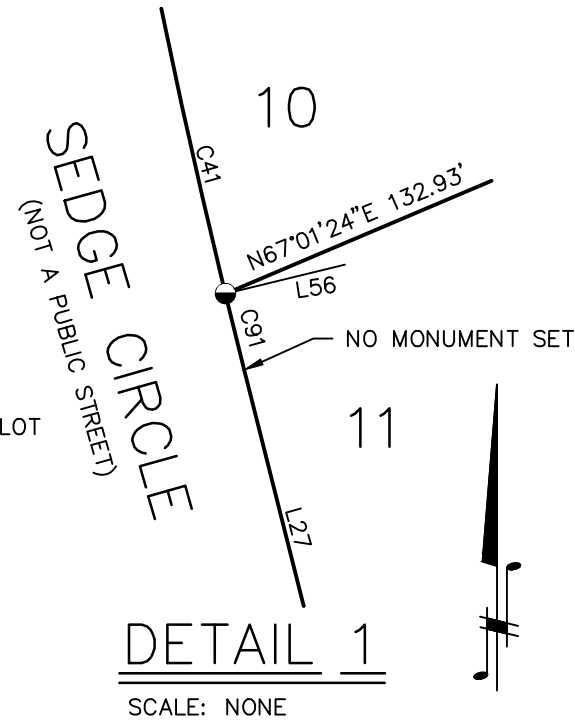 10
C41
SEDGE CIRCLE
(NOT A PUBLIC STREET)
N67°01'24"E 132.93'
L56
C91
NO MONUMENT SET
LOT
11
L27
DETAIL 1
SCALE: NONE